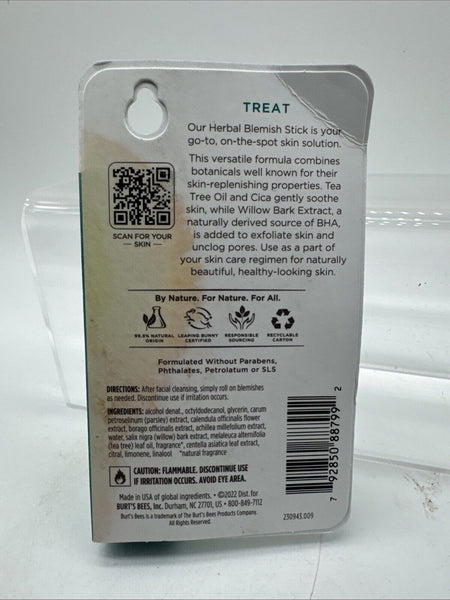 TREAT
Our Herbal Blemish Stick is your
go-to, on-the-spot skin solution.
This versatile formula combines
botanicals well known for their
skin-replenishing properties. Tea
Tree Oil and Cica gently soothe
skin, while Willow Bark Extract, a
naturally derived source of BHA,
is added to exfoliate skin and
unclog pores. Use as a part of
your skin care regimen for naturally
beautiful, healthy-looking skin.
SCAN FOR YOUR
— SKIN —
By Nature. For Nature. For All.
99.8% NATURAL
ORIGIN
LEAPING BUNNY
CERTIFIED
RESPONSIBLE
SOURCING
RECYCLABLE
CARTON
Formulated Without Parabens,
Phthalates, Petrolatum or SLS
DIRECTIONS: After facial cleansing, simply roll on blemishes
as needed. Discontinue use if irritation occurs.
INGREDIENTS: alcohol denat., octyldodecanol, glycerin, carum
petroselinum (parsley) extract, calendula officinalis flower
extract, borago officinalis extract, achillea millefolium extract,
water, salix nigra (willow) bark extract, melaleuca alternifolia
(tea tree) leaf oil, fragrance*, centella asiatica leaf extract,
citral, limonene, linalool *natural fragrance
CAUTION: FLAMMABLE. DISCONTINUE USE
IF IRRITATION OCCURS. AVOID EYE AREA.
Made in USA of global ingredients. • ©2022 Dist. for
BURT'S BEES, Inc. Durham, NC 27701, US • 800-849-7112
Burt's Bees is a trademark of The Burt's Bees Products Company.
All Rights Reserved.
7 92850 88799 2
230943.009